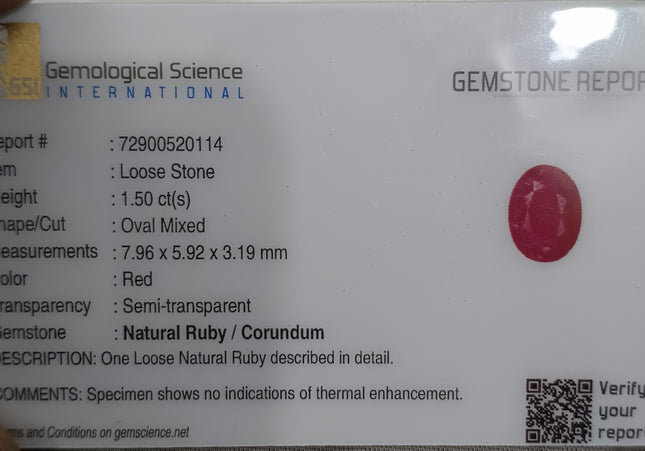 GSI
Gemological Science
INTERNATIONAL
GEMSTONE REPOR
eport # : 72900520114
em : Loose Stone
eight : 1.50 ct(s)
hape/Cut : Oval Mixed
easurements : 7.96 x 5.92 x 3.19 mm
olor : Red
ransparency : Semi-transparent
emstone : Natural Ruby / Corundum
DESCRIPTION: One Loose Natural Ruby described in detail.
COMMENTS: Specimen shows no indications of thermal enhancement.
rms and Conditions on gemscience.net
Verify
your
repor